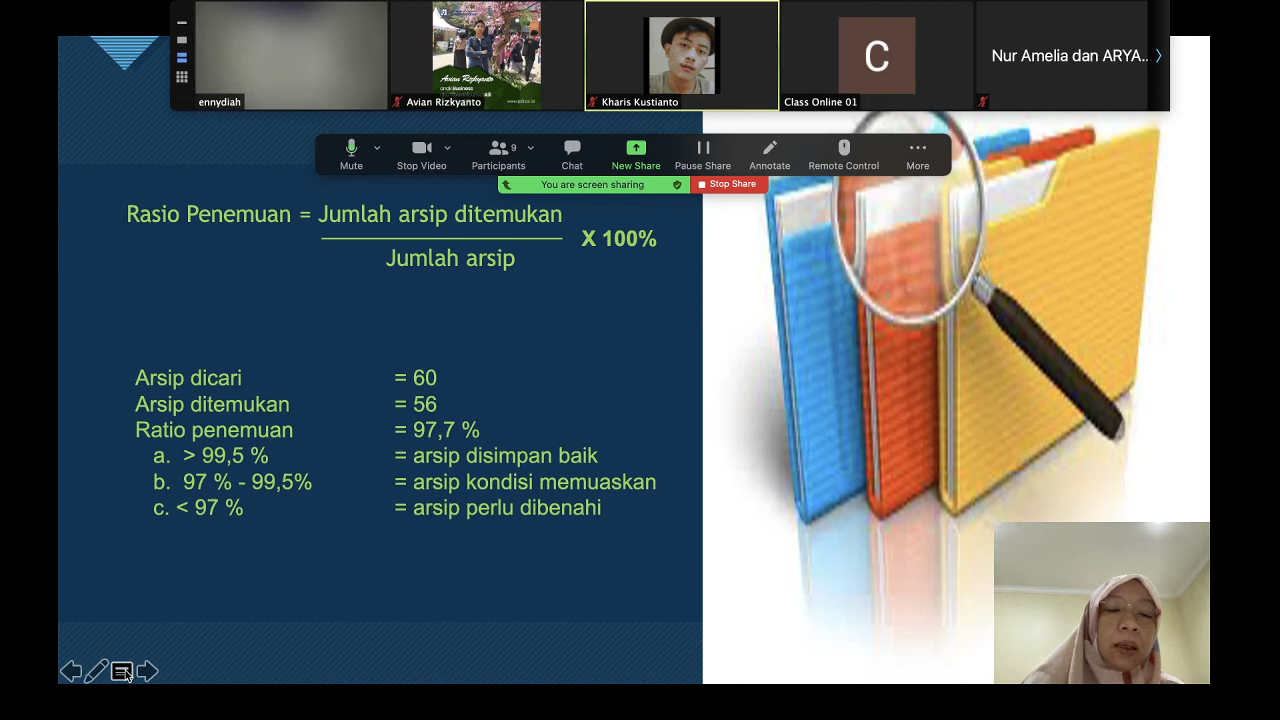 ennydiah
Avian Rizkyanto
Avian Rizkyanto
Kharis Kustianto
C
Class Online 01
Nur Amelia dan ARYA...
Mute
Stop Video
9
Participants
Chat
New Share
Pause Share
Annotate
Remote Control
More
You are screen sharing
Stop Share
Rasio Penemuan = Jumlah arsip ditemukan
X 100%
Jumlah arsip
Arsip dicari = 60
Arsip ditemukan = 56
Ratio penemuan = 97,7 %
a. > 99,5 % = arsip disimpan baik
b. 97 % - 99,5% = arsip kondisi memuaskan
c. < 97 % = arsip perlu dibenahi